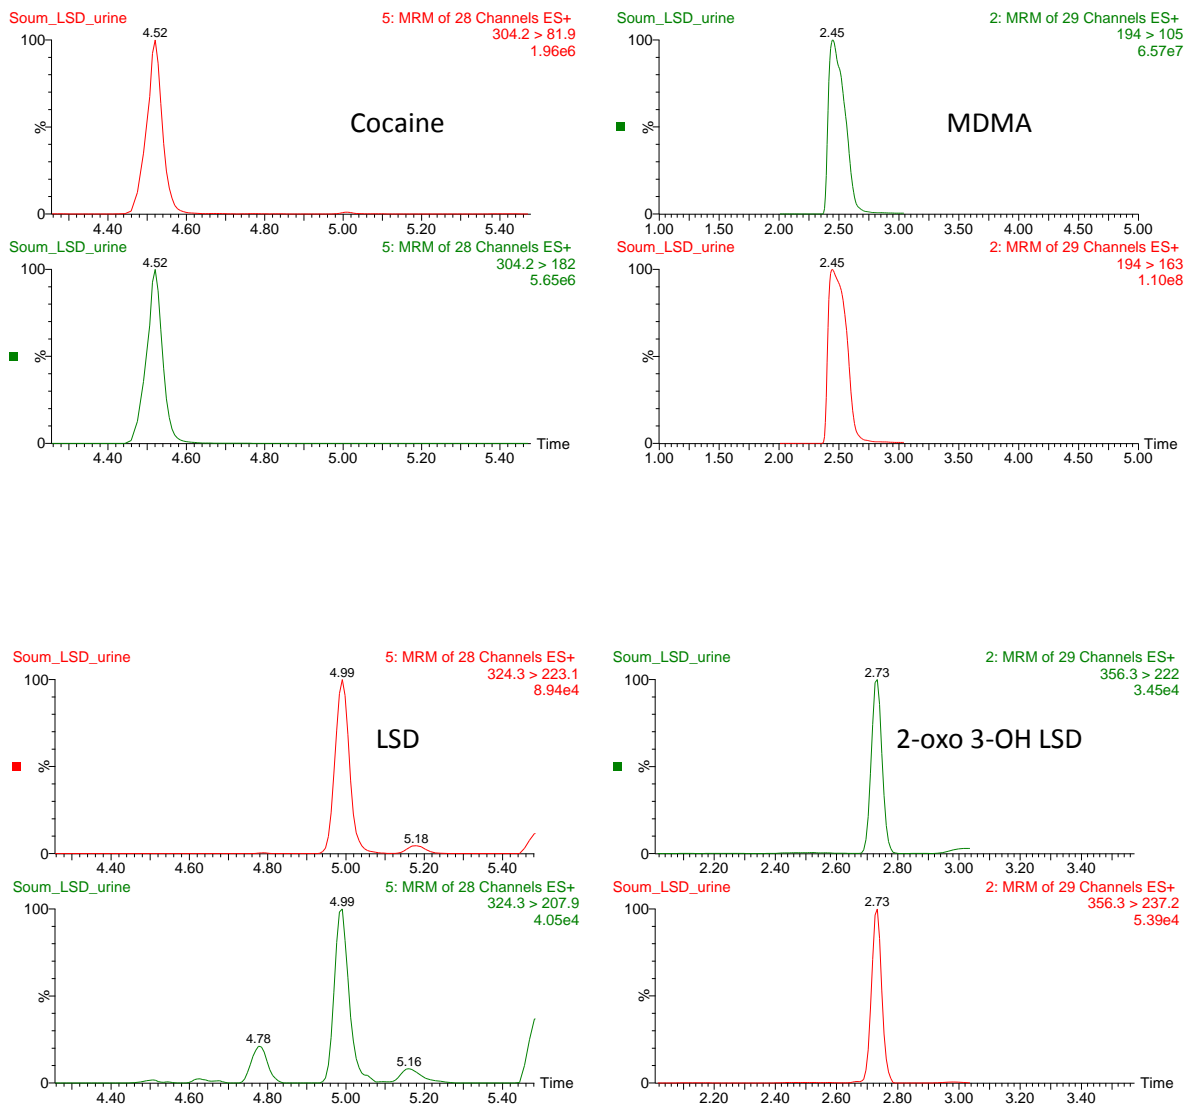 Soum_LSD_urine
5: MRM of 28 Channels ES+
304.2 > 81.9
1.96e6
4.52
100
%
0
Cocaine
4.40 4.60 4.80 5.00 5.20 5.40
Soum_LSD_urine
5: MRM of 28 Channels ES+
304.2 > 182
5.65e6
4.52
100
%
0
Time
4.40 4.60 4.80 5.00 5.20 5.40
Soum_LSD_urine
2: MRM of 29 Channels ES+
194 > 105
6.57e7
2.45
100
%
0
MDMA
1.00 1.50 2.00 2.50 3.00 3.50 4.00 4.50 5.00
Soum_LSD_urine
2: MRM of 29 Channels ES+
194 > 163
1.10e8
2.45
100
%
0
Time
1.00 1.50 2.00 2.50 3.00 3.50 4.00 4.50 5.00
Soum_LSD_urine
5: MRM of 28 Channels ES+
324.3 > 223.1
8.94e4
4.99
100
%
0
LSD
5.18
4.40 4.60 4.80 5.00 5.20 5.40
Soum_LSD_urine
5: MRM of 28 Channels ES+
324.3 > 207.9
4.05e4
4.99
100
%
0
4.78
5.16
Time
4.40 4.60 4.80 5.00 5.20 5.40
Soum_LSD_urine
2: MRM of 29 Channels ES+
356.3 > 222
3.45e4
2.73
100
%
0
2-oxo 3-OH LSD
2.20 2.40 2.60 2.80 3.00 3.20 3.40
Soum_LSD_urine
2: MRM of 29 Channels ES+
356.3 > 237.2
5.39e4
2.73
100
%
0
Time
2.20 2.40 2.60 2.80 3.00 3.20 3.40